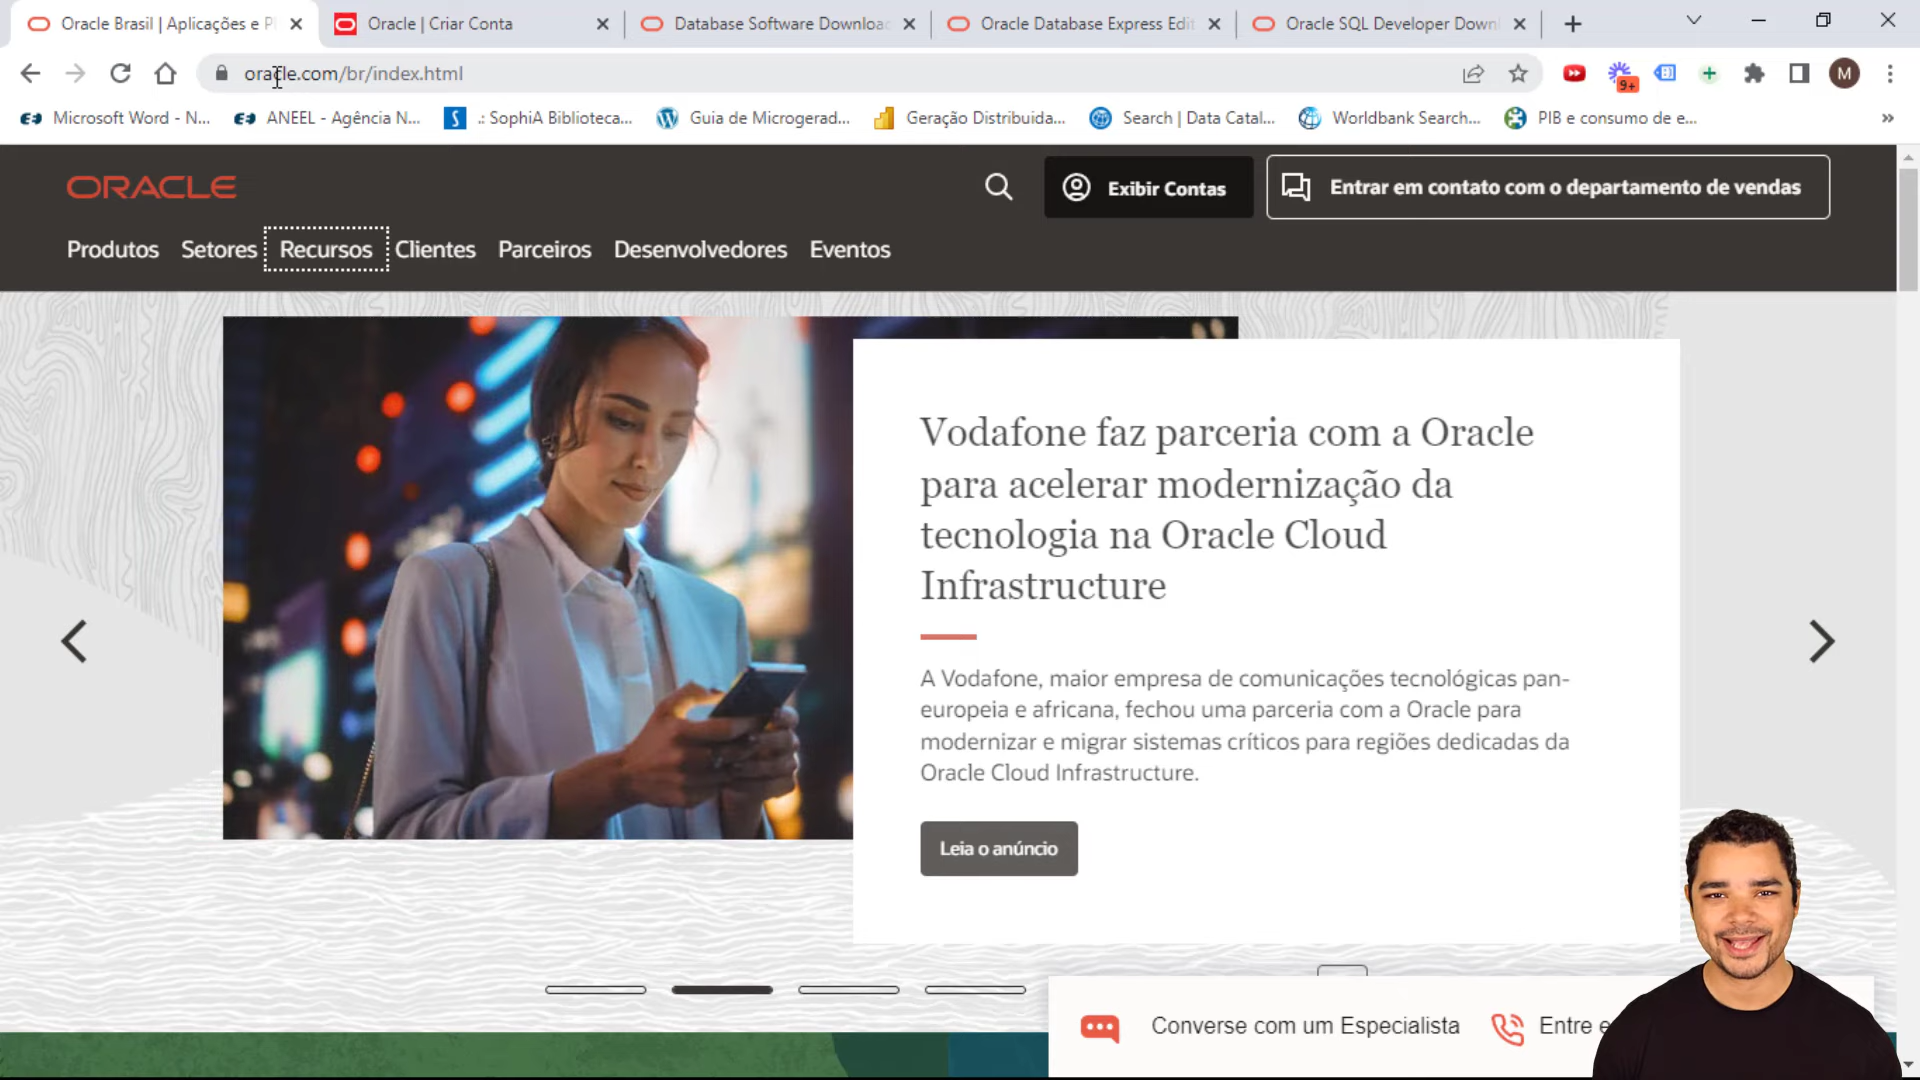 Oracle Brasil | Aplicações e Pl
Oracle | Criar Conta
Database Software Downloa
Oracle Database Express Edit
Oracle SQL Developer Downl
oracle.com/br/index.html
9+
M
Microsoft Word - N...
ANEEL - Agência N...
S
.: SophiA Biblioteca...
Guia de Microgerad...
Geração Distribuida...
Search | Data Catal...
Worldbank Search...
PIB e consumo de e...
»
ORACLE
Exibir Contas
Entrar em contato com o departamento de vendas
Produtos Setores Recursos Clientes Parceiros Desenvolvedores Eventos
Vodafone faz parceria com a Oracle
para acelerar modernização da
tecnologia na Oracle Cloud
Infrastructure
A Vodafone, maior empresa de comunicações tecnológicas pan-
europeia e africana, fechou uma parceria com a Oracle para
modernizar e migrar sistemas críticos para regiões dedicadas da
Oracle Cloud Infrastructure.
Leia o anúncio
Converse com um Especialista
Entre e